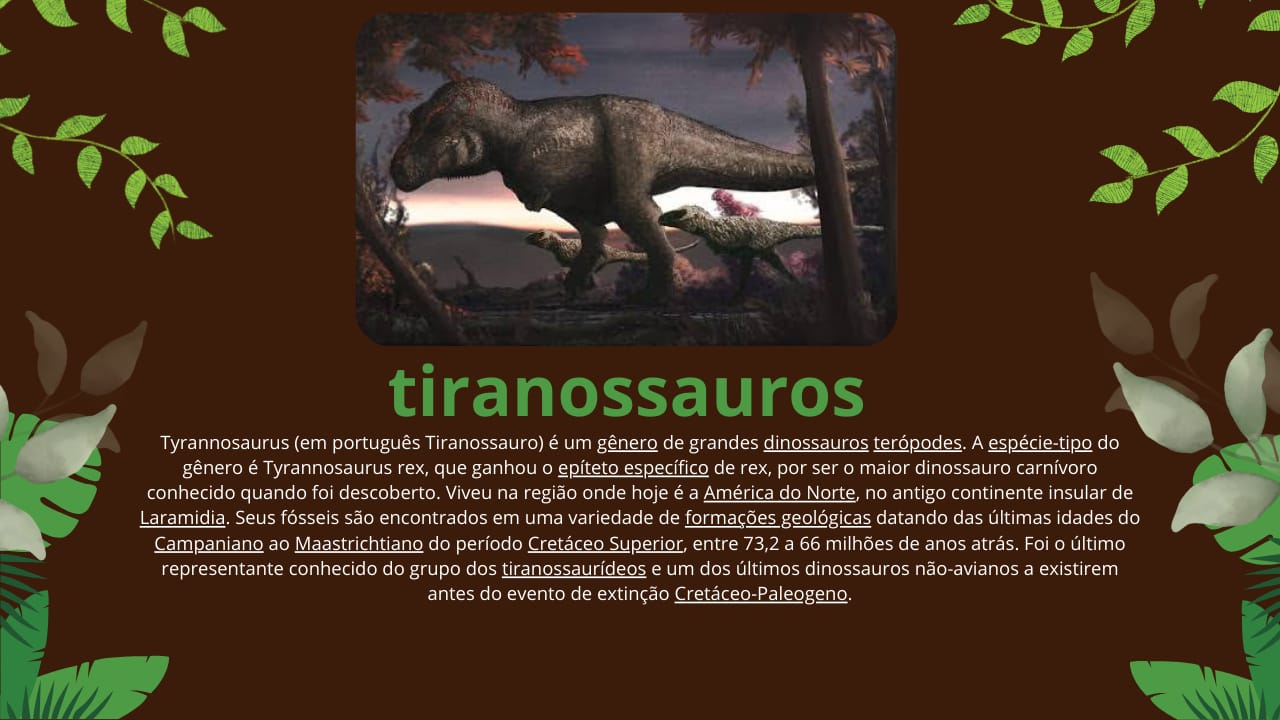 tiranossauros
Tyrannosaurus (em português Tiranossauro) é um gênero de grandes dinossauros terópodes. A espécie-tipo do
gênero é Tyrannosaurus rex, que ganhou o epíteto específico de rex, por ser o maior dinossauro carnívoro
conhecido quando foi descoberto. Viveu na região onde hoje é a América do Norte, no antigo continente insular de
Laramidia. Seus fósseis são encontrados em uma variedade de formações geológicas datando das últimas idades do
Campaniano ao Maastrichtiano do período Cretáceo Superior, entre 73,2 a 66 milhões de anos atrás. Foi o último
representante conhecido do grupo dos tiranossaurídeos e um dos últimos dinossauros não-avianos a existirem
antes do evento de extinção Cretáceo-Paleogeno.